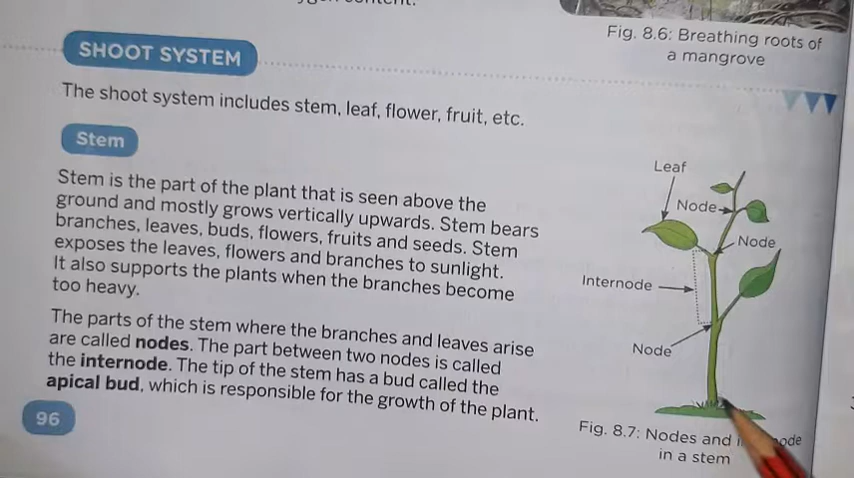 Fig. 8.6: Breathing roots of
a mangrove
SHOOT SYSTEM
The shoot system includes stem, leaf, flower, fruit, etc.
Stem
Stem is the part of the plant that is seen above the
ground and mostly grows vertically upwards. Stem bears
branches, leaves, buds, flowers, fruits and seeds. Stem
exposes the leaves, flowers and branches to sunlight.
It also supports the plants when the branches become
too heavy.
The parts of the stem where the branches and leaves arise
are called nodes. The part between two nodes is called
the internode. The tip of the stem has a bud called the
apical bud, which is responsible for the growth of the plant.
96
Leaf
Node
Node
Internode
Node
Fig. 8.7: Nodes and
in a stem